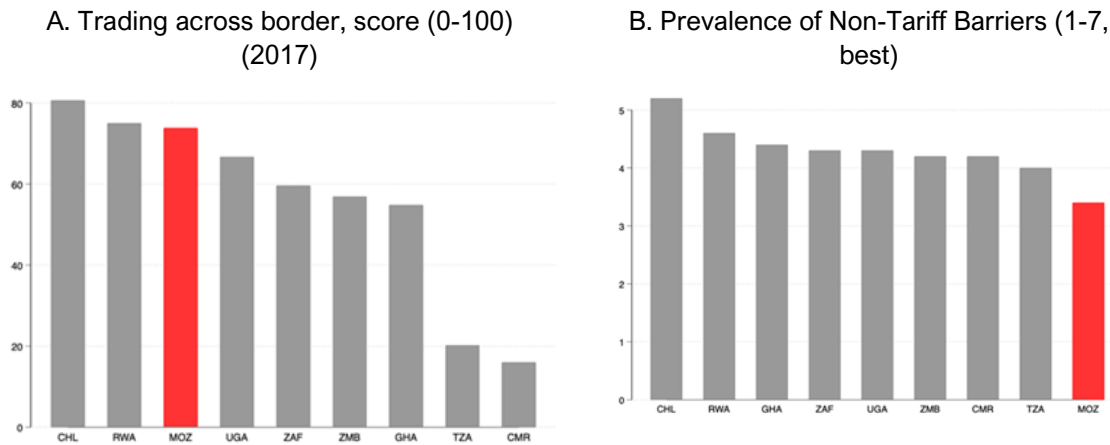 A. Trading across border, score (0-100)
(2017)
80
60
40
20
0
CHL RWA MOZ UGA ZAF ZMB GHA TZA CMR
B. Prevalence of Non-Tariff Barriers (1-7,
best)
5
4
3
2
1
0
CHL RWA GHA ZAF UGA ZMB CMR TZA MOZ